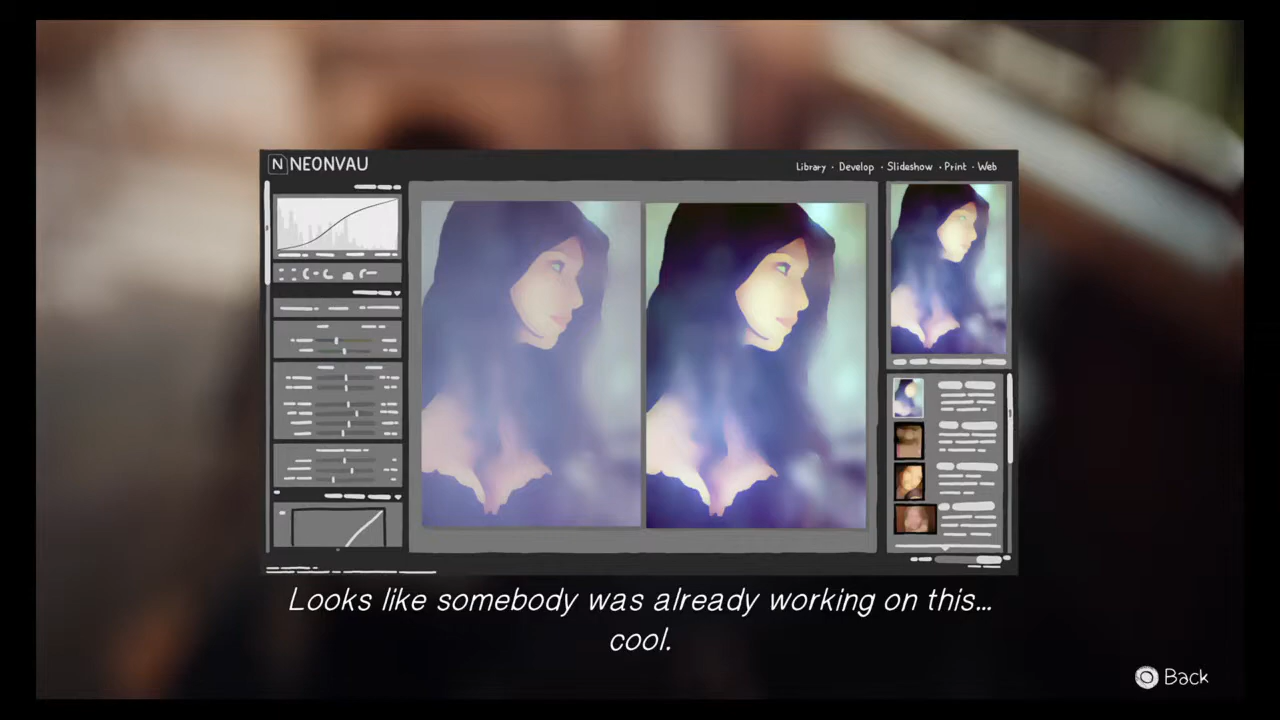 N NEONVAU
Library · Develop · Slideshow · Print · Web
Looks like somebody was already working on this...
cool.
Back